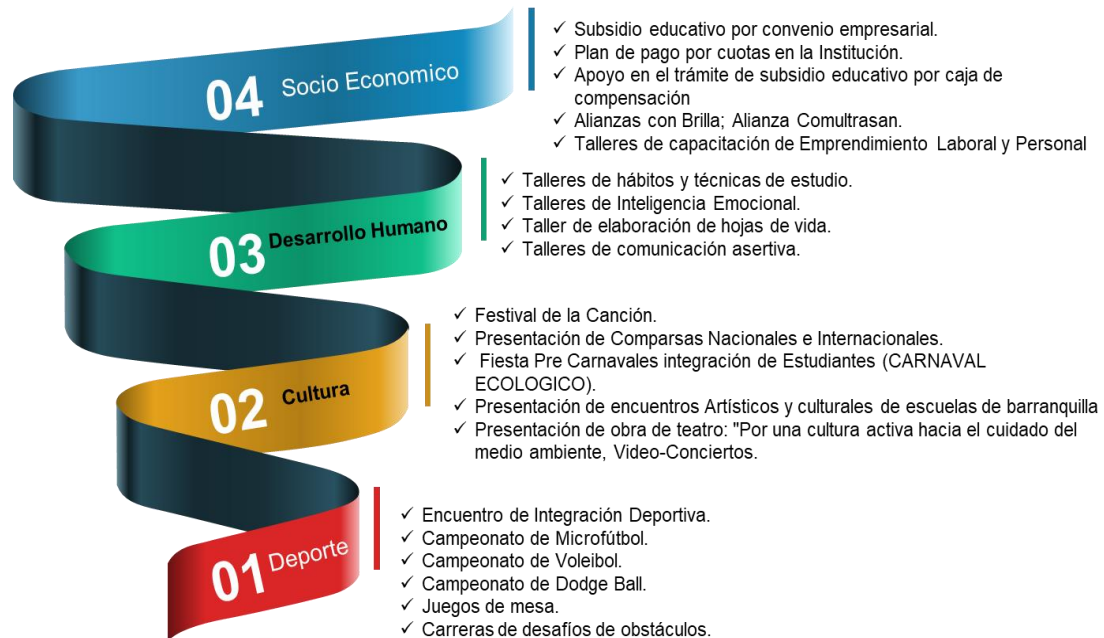 04 Socio Economico
✓ Subsidio educativo por convenio empresarial.
✓ Plan de pago por cuotas en la Institución.
✓ Apoyo en el trámite de subsidio educativo por caja de
compensación
✓ Alianzas con Brilla; Alianza Comultrasan.
✓ Talleres de capacitación de Emprendimiento Laboral y Personal
03 Desarrollo Humano
✓ Talleres de hábitos y técnicas de estudio.
✓ Talleres de Inteligencia Emocional.
✓ Taller de elaboración de hojas de vida.
✓ Talleres de comunicación asertiva.
02 Cultura
✓ Festival de la Canción.
✓ Presentación de Comparsas Nacionales e Internacionales.
✓ Fiesta Pre Carnavales integración de Estudiantes (CARNAVAL
ECOLOGICO).
✓ Presentación de encuentros Artísticos y culturales de escuelas de barranquilla
✓ Presentación de obra de teatro: "Por una cultura activa hacia el cuidado del
medio ambiente, Video-Conciertos.
01 Deporte
✓ Encuentro de Integración Deportiva.
✓ Campeonato de Microfútbol.
✓ Campeonato de Voleibol.
✓ Campeonato de Dodge Ball.
✓ Juegos de mesa.
✓ Carreras de desafíos de obstáculos.